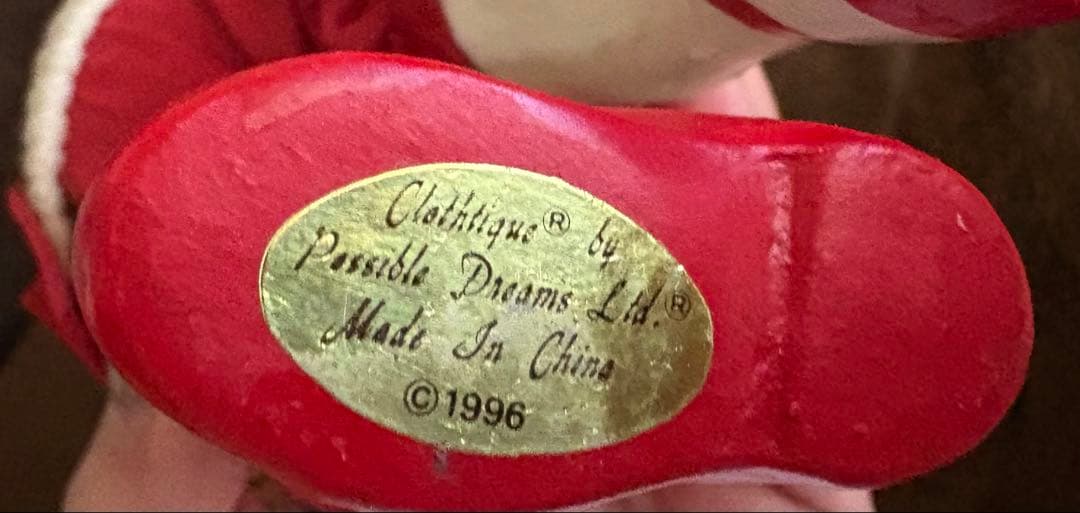 Clothtique® by
Possible Dreams Ltd.®
Made In China
©1996